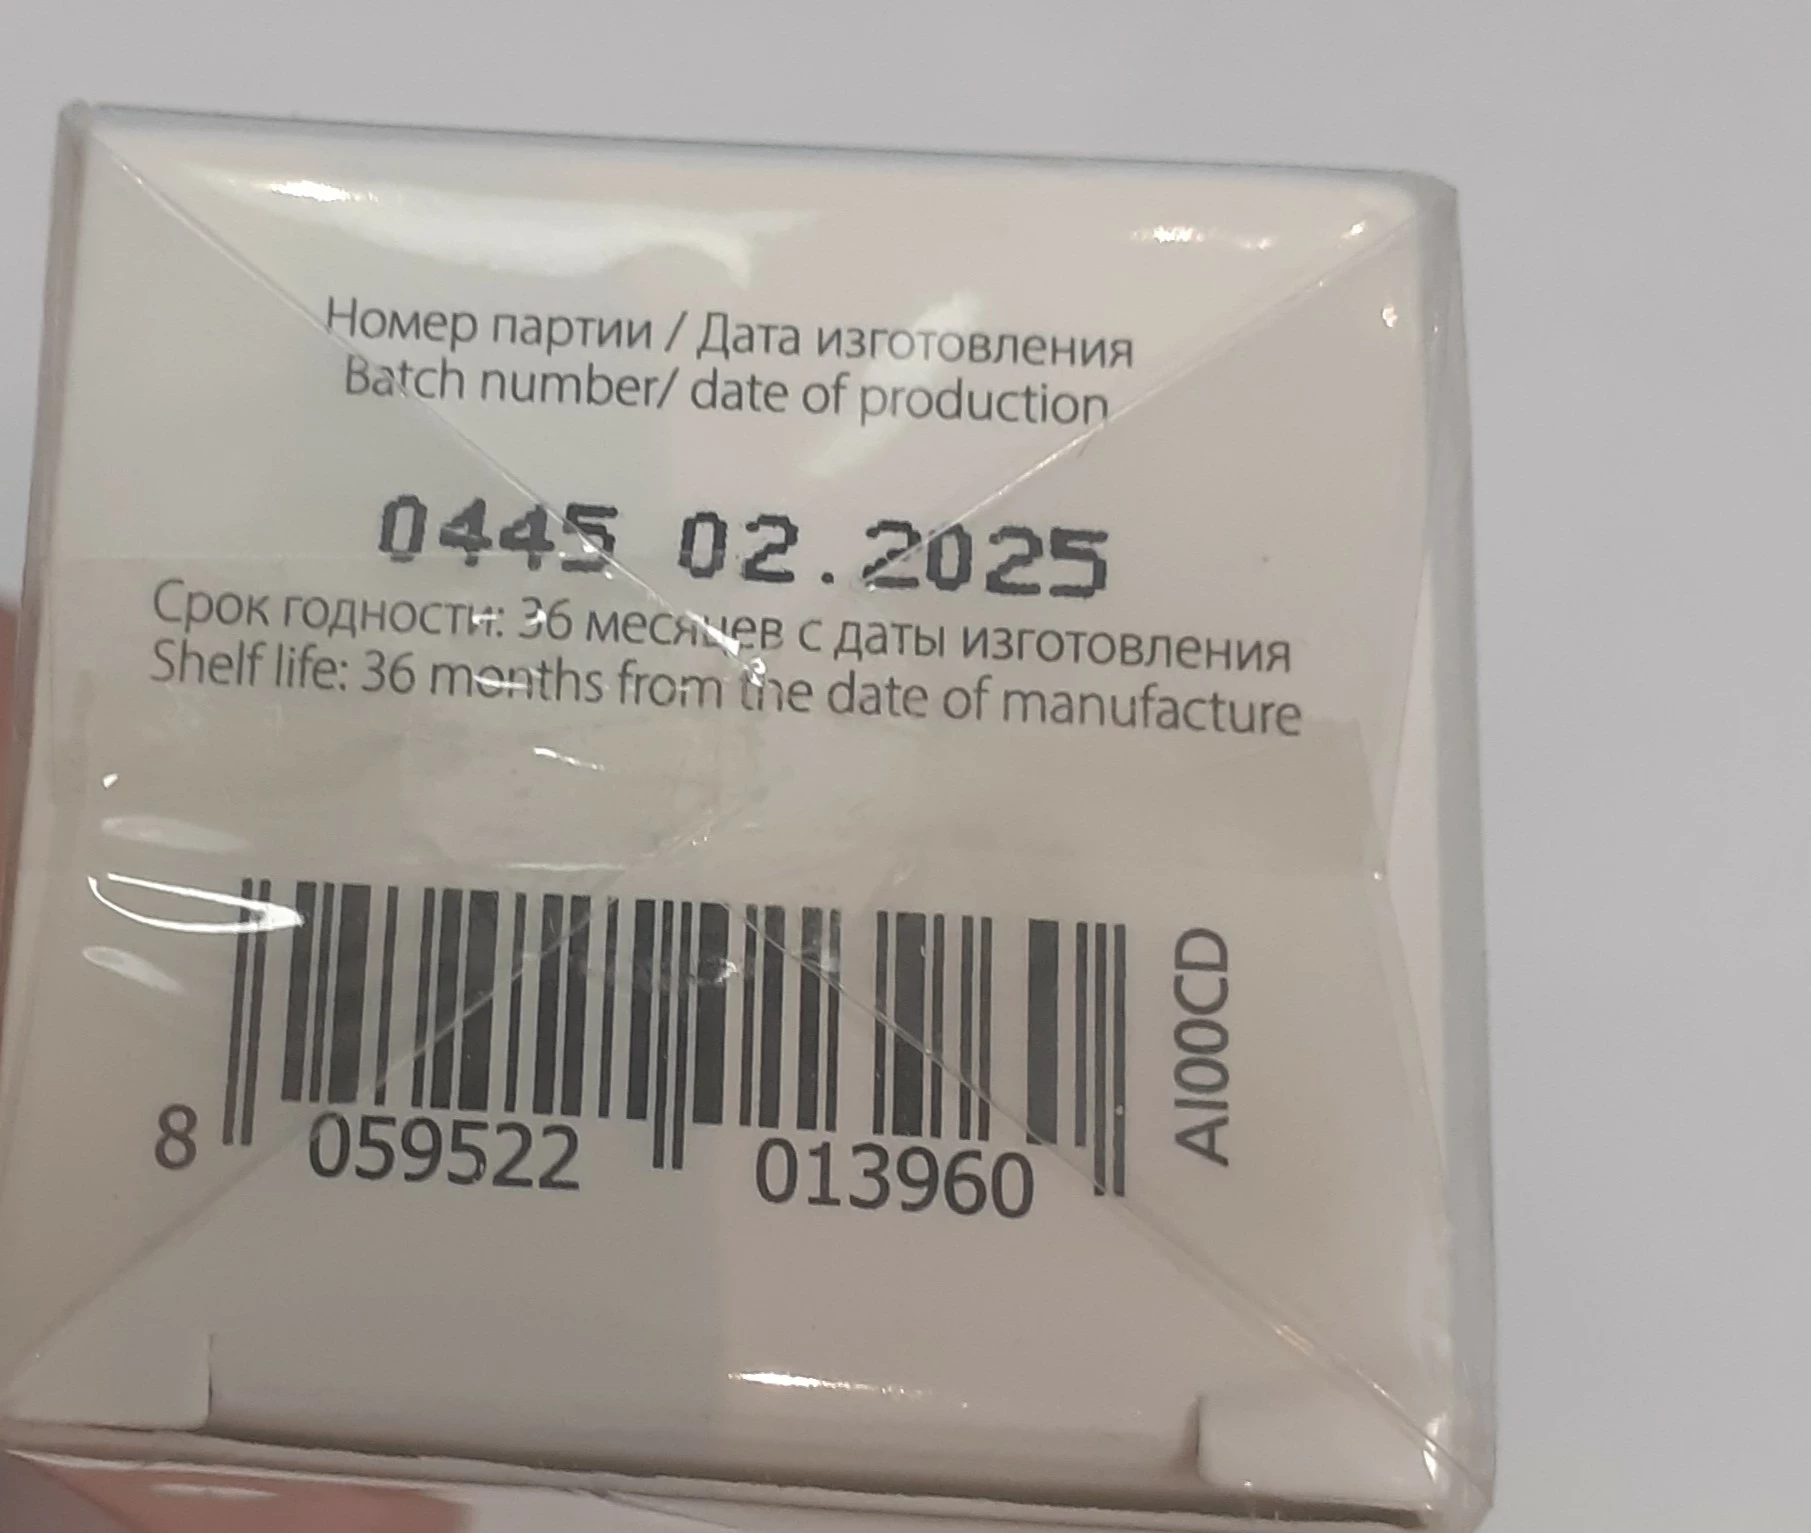 Номер партии / Дата изготовления
Batch number/ date of production
0445 02.2025
Срок годности: 36 месяцев с даты изготовления
Shelf life: 36 months from the date of manufacture
8 059522 013960
AI00CD